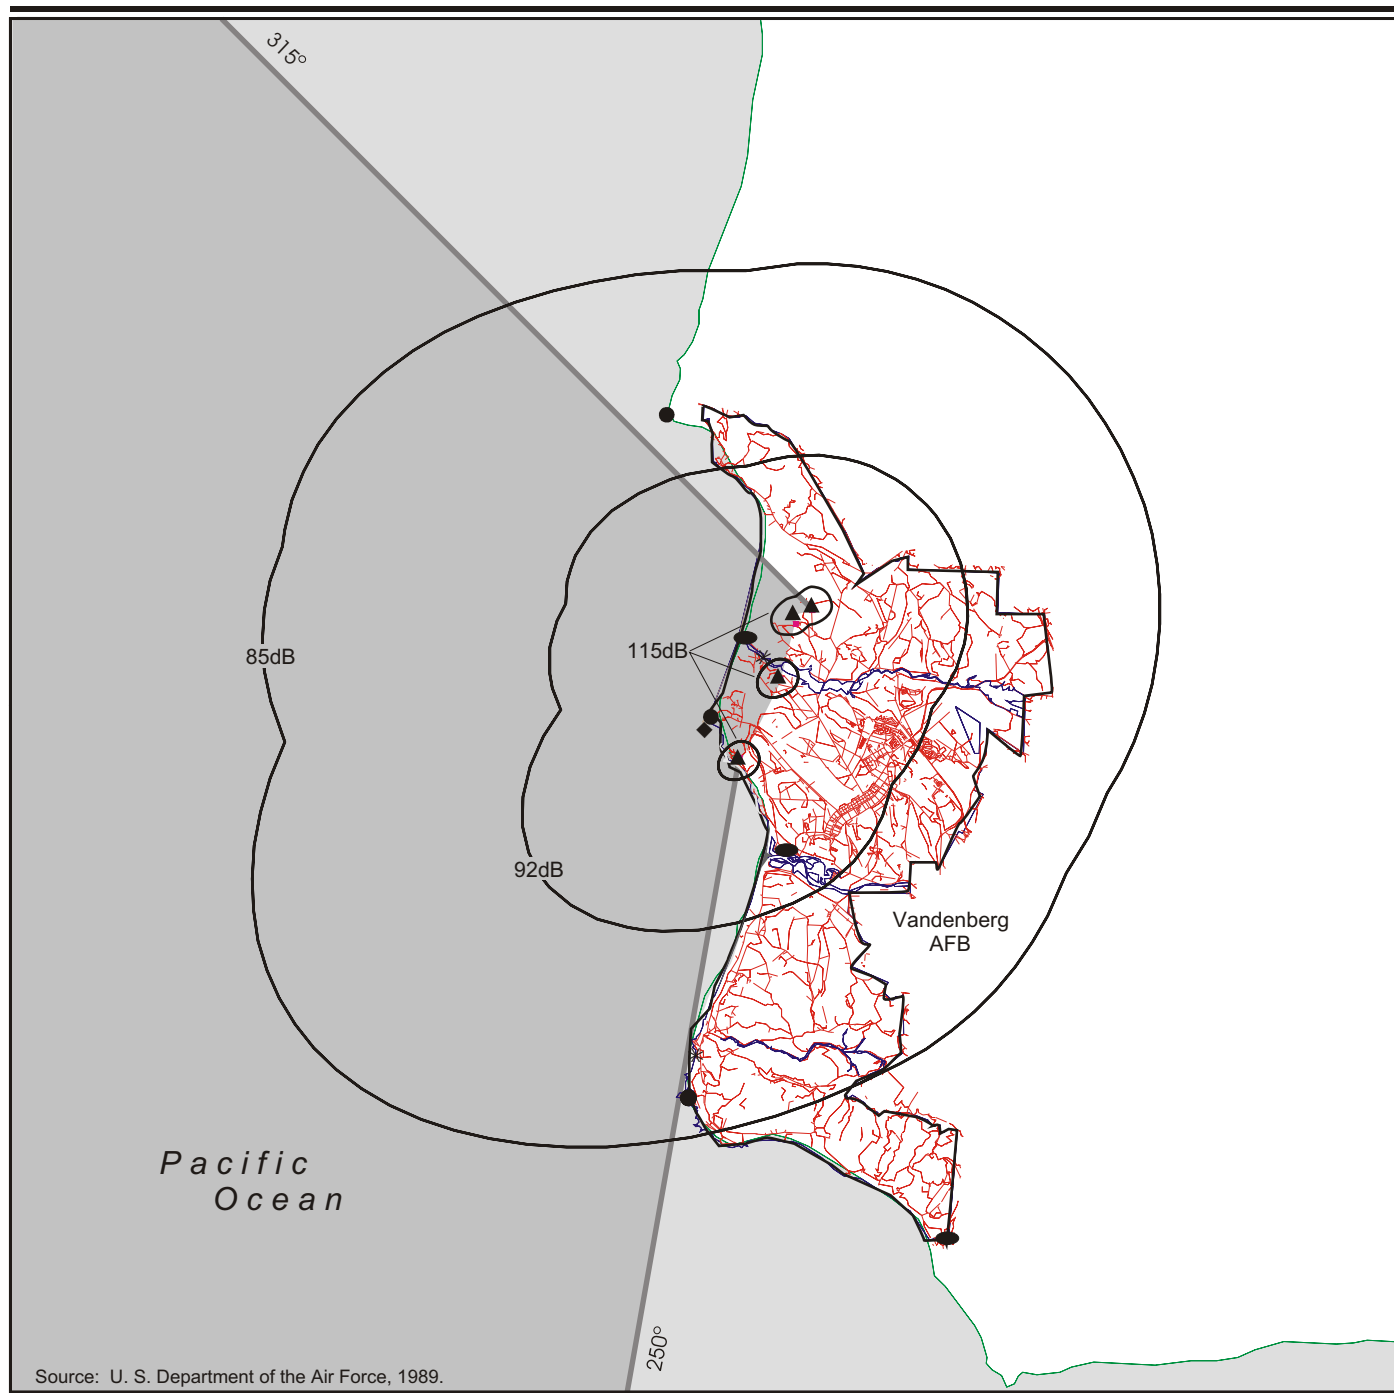 315°
85dB
115dB
92dB
Vandenberg
AFB
Pacific
Ocean
250°
Source: U. S. Department of the Air Force, 1989.